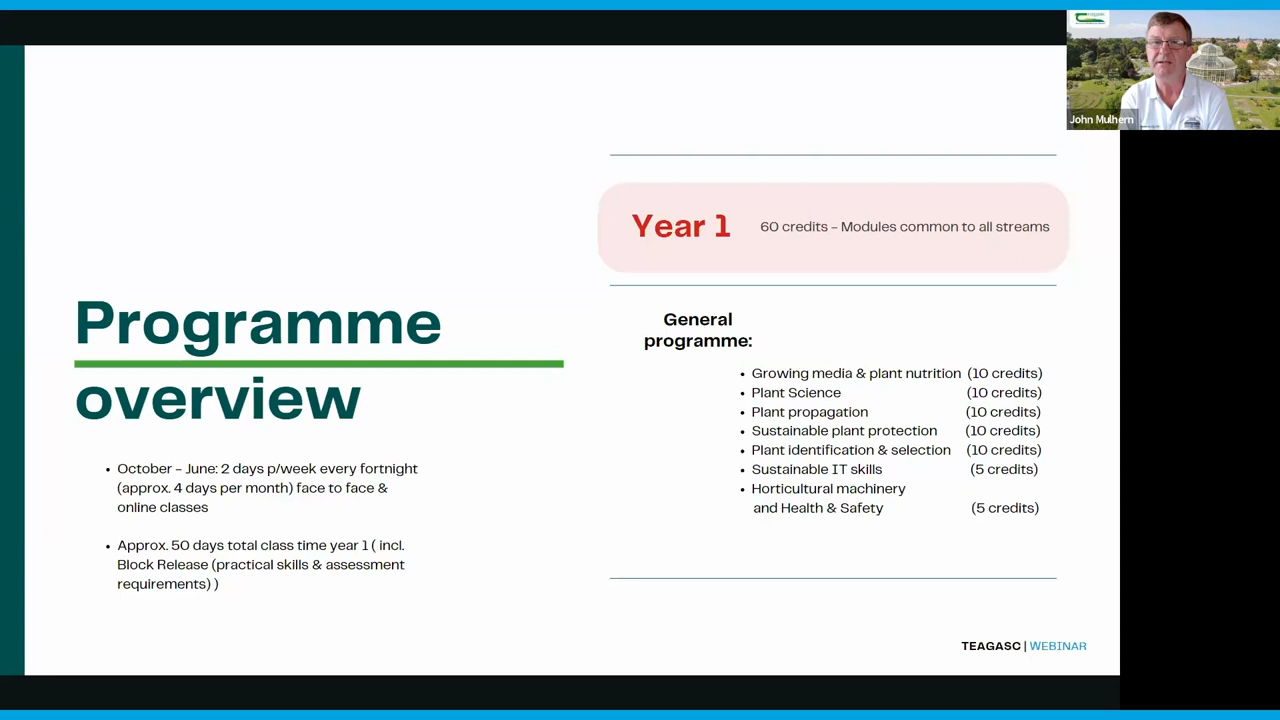 John Mulhern
Year 1
60 credits - Modules common to all streams
Programme
overview
October - June: 2 days p/week every fortnight
(approx. 4 days per month) face to face &
online classes
Approx. 50 days total class time year 1 ( incl.
Block Release (practical skills & assessment
requirements) )
General
programme:
Growing media & plant nutrition (10 credits)
Plant Science (10 credits)
Plant propagation (10 credits)
Sustainable plant protection (10 credits)
Plant identification & selection (10 credits)
Sustainable IT skills (5 credits)
Horticultural machinery
and Health & Safety (5 credits)
TEAGASC | WEBINAR